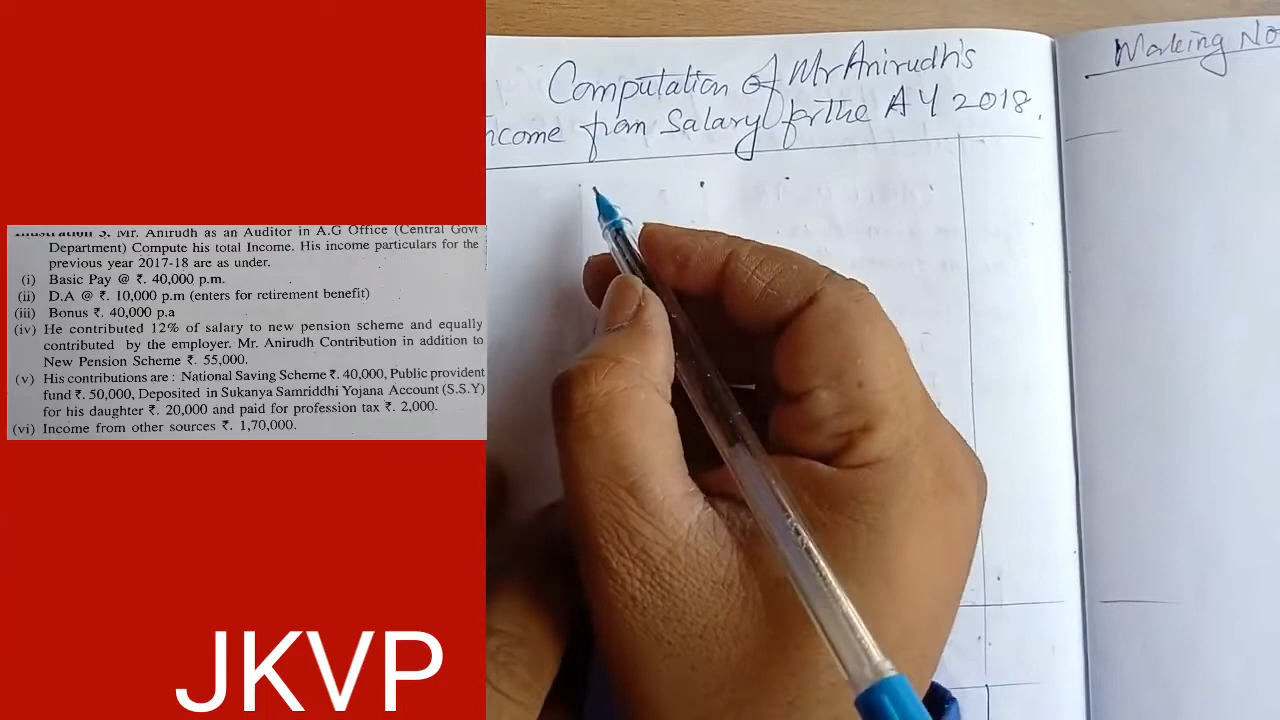 Illustration 3. Mr. Anirudh as an Auditor in A.G Office (Central Govt
Department) Compute his total Income. His income particulars for the
previous year 2017-18 are as under.
(i) Basic Pay @ ₹. 40,000 p.m.
(ii) D.A @ ₹. 10,000 p.m (enters for retirement benefit)
(iii) Bonus ₹. 40,000 p.a
(iv) He contributed 12% of salary to new pension scheme and equally
contributed by the employer. Mr. Anirudh Contribution in addition to
New Pension Scheme ₹. 55,000.
(v) His contributions are : National Saving Scheme ₹. 40,000, Public provident
fund ₹. 50,000, Deposited in Sukanya Samriddhi Yojana Account (S.S.Y)
for his daughter ₹. 20,000 and paid for profession tax ₹. 2,000.
(vi) Income from other sources ₹. 1,70,000.
JKVP
Computation of Mr Anirudh's
ncome from Salary for the A Y 2018.
Working No